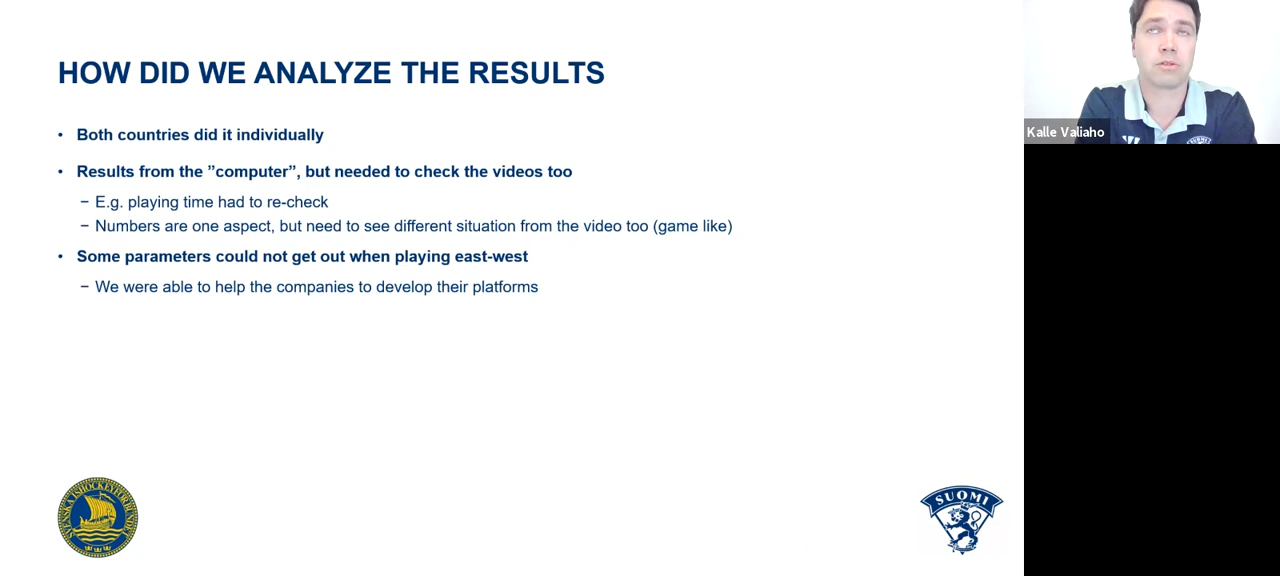 HOW DID WE ANALYZE THE RESULTS
• Both countries did it individually
• Results from the ”computer”, but needed to check the videos too
− E.g. playing time had to re-check
− Numbers are one aspect, but need to see different situation from the video too (game like)
• Some parameters could not get out when playing east-west
− We were able to help the companies to develop their platforms
SVENSKA ISHOCKEYFÖRBUNDET
SUOMI
Kalle Valiaho
SUOMI